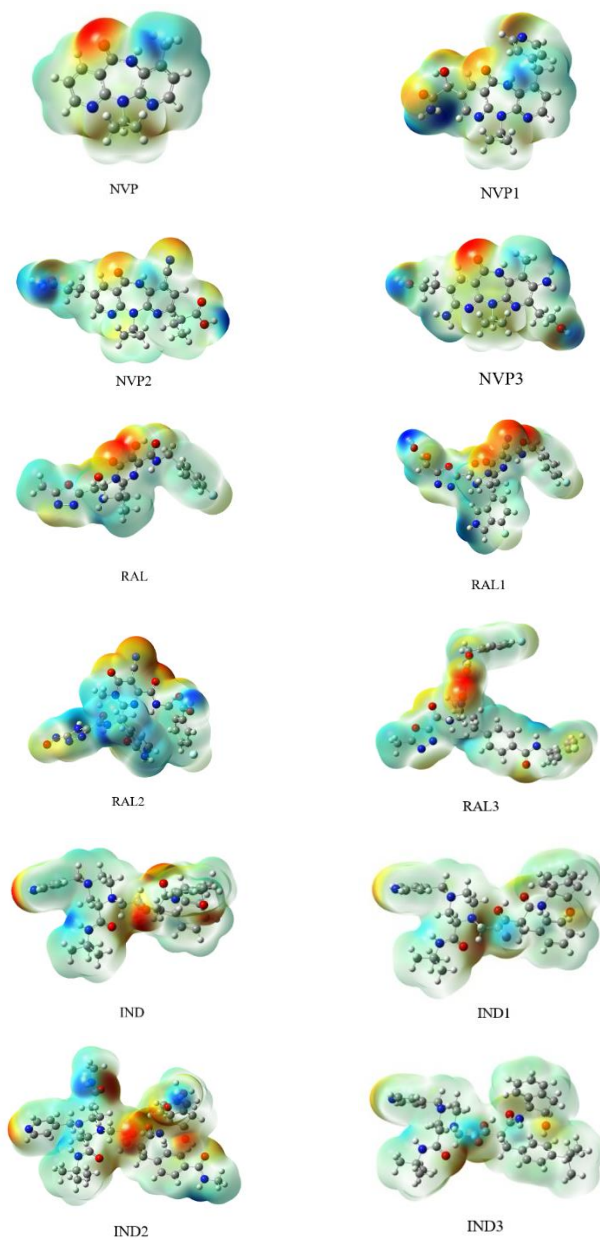 NVP
NVP1
NVP2
NVP3
RAL
RAL1
RAL2
RAL3
IND
IND1
IND2
IND3